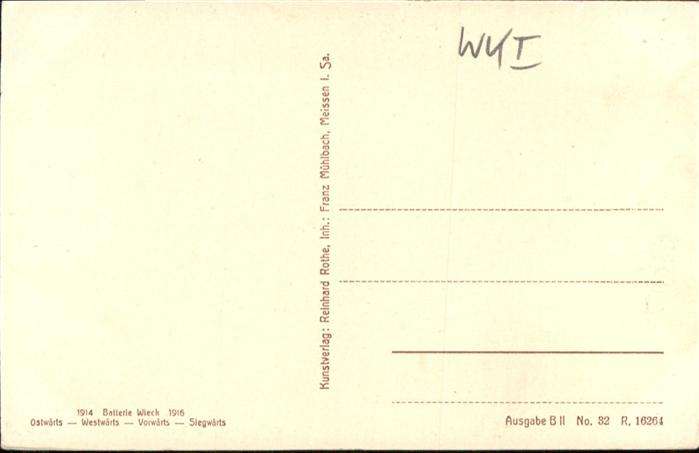 WK I
1914 Batterie Wieck 1916
Ostwärts — Westwärts — Vorwärts — Siegwärts
Kunstverlag: Reinhard Rothe, Inh.: Franz Mühlbach, Meissen i. Sa.
Ausgabe B II No. 32 R. 16264